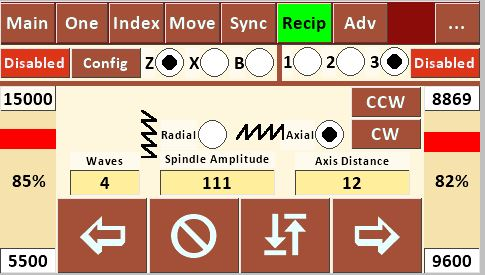 Main One Index Move Sync Recip Adv ...
Disabled Config Z X B 1 2 3 Disabled
15000 CCW 8869
Radial Axial CW
Waves Spindle Amplitude Axis Distance
85% 4 111 12 82%
5500 9600